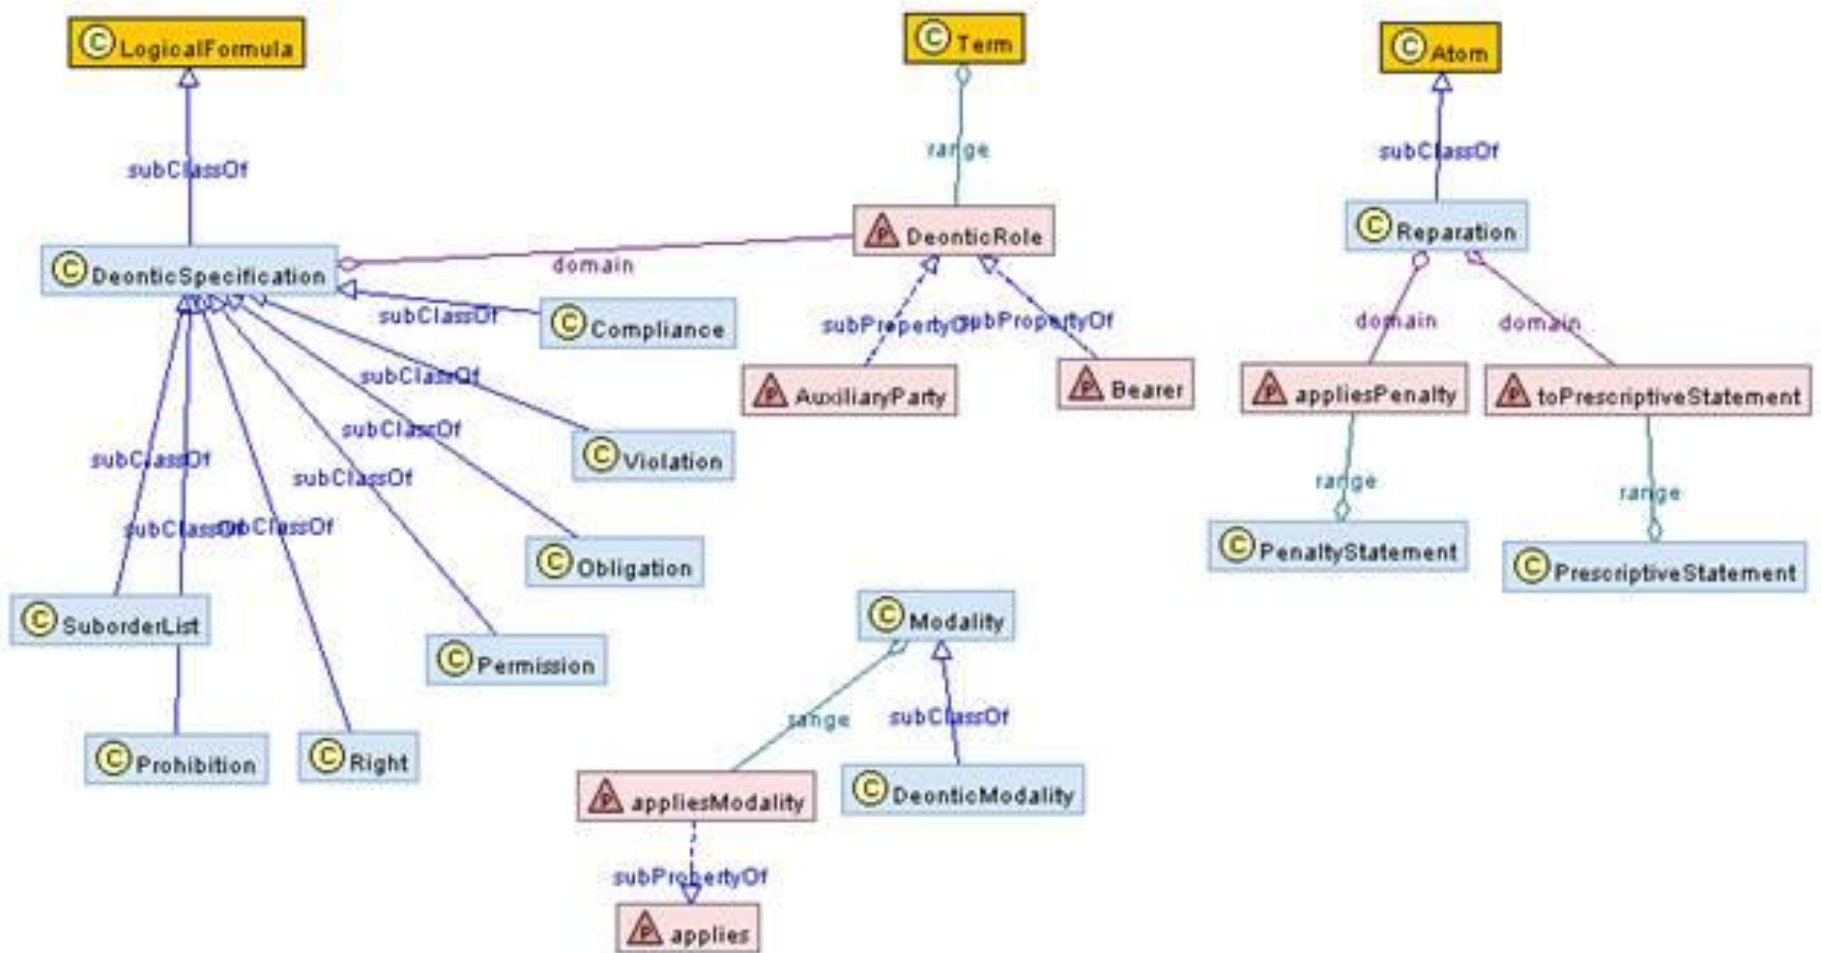 C LogicalFormula
C Term
C Atom
subClassOf
range
subClassOf
P DeonticRole
C Reparation
C DeonticSpecification
domain
subClassOf
C Compliance
subPropertyOf
subPropertyOf
domain
domain
subClassOf
P AuxiliaryParty
P Bearer
P appliesPenalty
P toPrescriptiveStatement
subClassOf
subClassOf
C Violation
subClassOf
range
range
subClassOf
subClassOf
C Obligation
C PenaltyStatement
C PrescriptiveStatement
C SuborderList
C Modality
C Permission
range
subClassOf
C Prohibition
C Right
P appliesModality
C DeonticModality
subPropertyOf
P applies